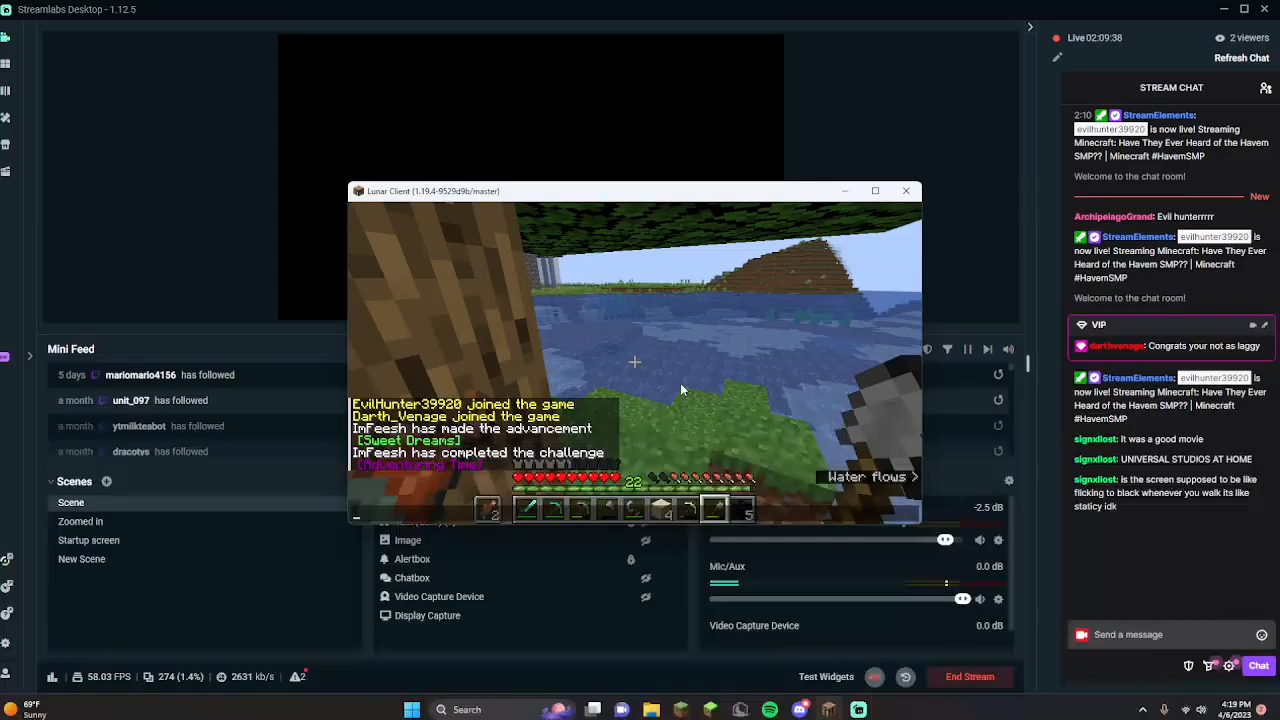 Streamlabs Desktop - 1.12.5
Live 02:09:38
2 viewers
Refresh Chat
STREAM CHAT
2:10 StreamElements:
evilhunter39920 is now live! Streaming
Minecraft: Have They Ever Heard of the Havem
SMP?? | Minecraft #HavemSMP
Welcome to the chat room!
New
ArchipelagoGrand: Evil hunterrrrr
StreamElements: evilhunter39920 is
now live! Streaming Minecraft: Have They Ever
Heard of the Havem SMP?? | Minecraft
#HavemSMP
Welcome to the chat room!
VIP
darthvenage: Congrats your not as laggy
StreamElements: evilhunter39920 is
now live! Streaming Minecraft: Have They Ever
Heard of the Havem SMP?? | Minecraft
#HavemSMP
signxllost: it was a good movie
signxllost: UNIVERSAL STUDIOS AT HOME
signxllost: is the screen supposed to be like
flicking to black whenever you walk its like
staticy idk
Send a message
Chat
Lunar Client (1.19.4-9529d9b/master)
EvilHunter39920 Joined the game
Darth_Venage joined the game
ImFeesh has made the advancement
[Sweet Dreams]
ImFeesh has completed the challenge
[Adventuring Time]
22
Water flows >
2
4
5
Mini Feed
5 days mariomario4156 has followed
a month unit_097 has followed
a month ytmilkteabot has followed
a month dracotvs has followed
Scenes
Scene
Zoomed in
Startup screen
New Scene
Image
Alertbox
Chatbox
Video Capture Device
Display Capture
-2.5 dB
Mic/Aux
0.0 dB
Video Capture Device
0.0 dB
58.03 FPS
274 (1.4%)
2631 kb/s
2
Test Widgets
REC
End Stream
69°F
Sunny
Search
4:19 PM
4/6/2023